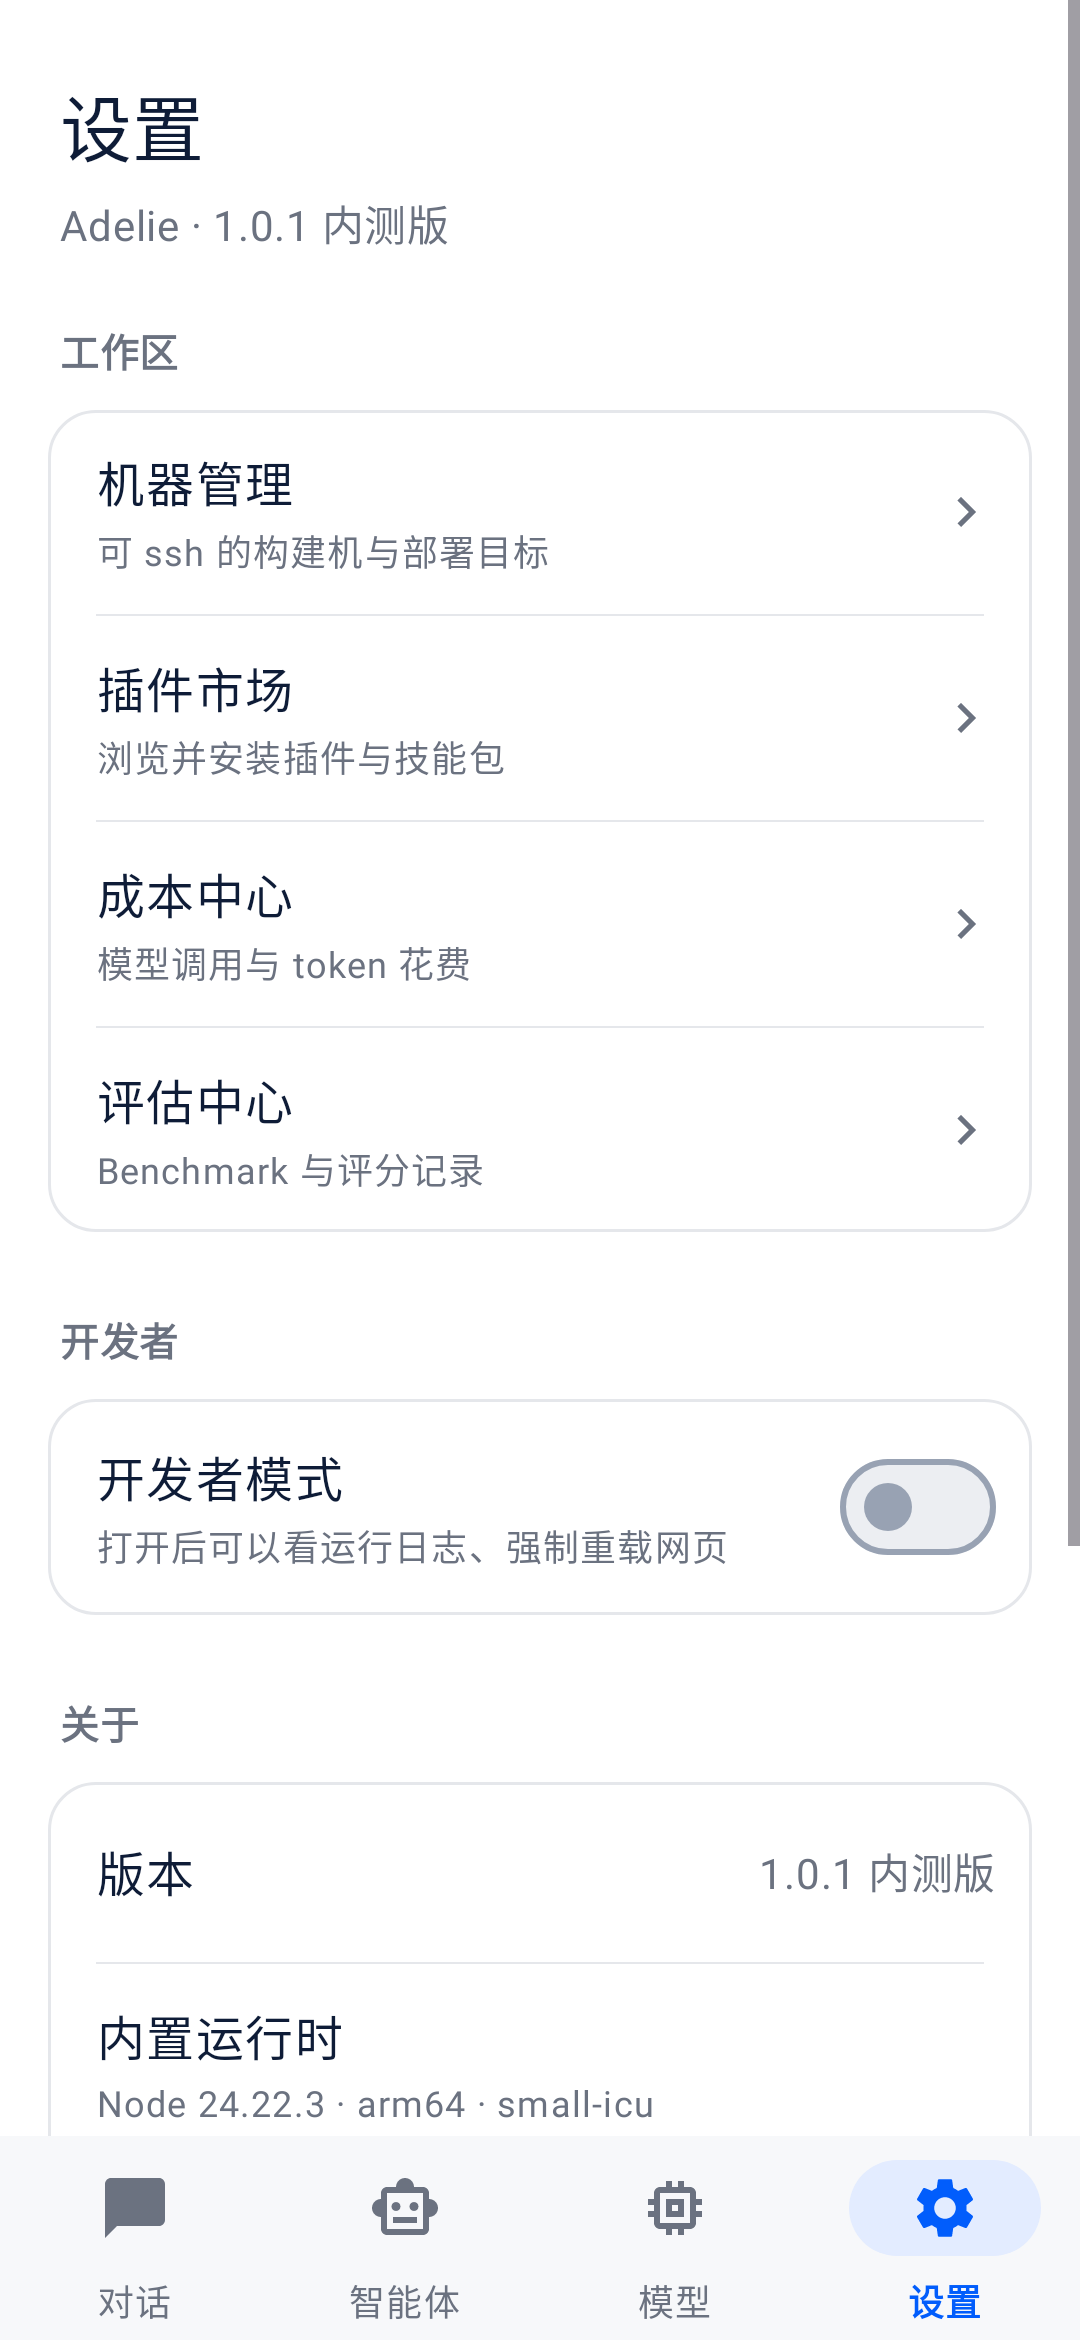 设置
Adelie · 1.0.1 内测版
工作区
机器管理
可 ssh 的构建机与部署目标
插件市场
浏览并安装插件与技能包
成本中心
模型调用与 token 花费
评估中心
Benchmark 与评分记录
开发者
开发者模式
打开后可以看运行日志、强制重载网页
关于
版本
1.0.1 内测版
内置运行时
Node 24.22.3 · arm64 · small-icu
对话
智能体
模型
设置